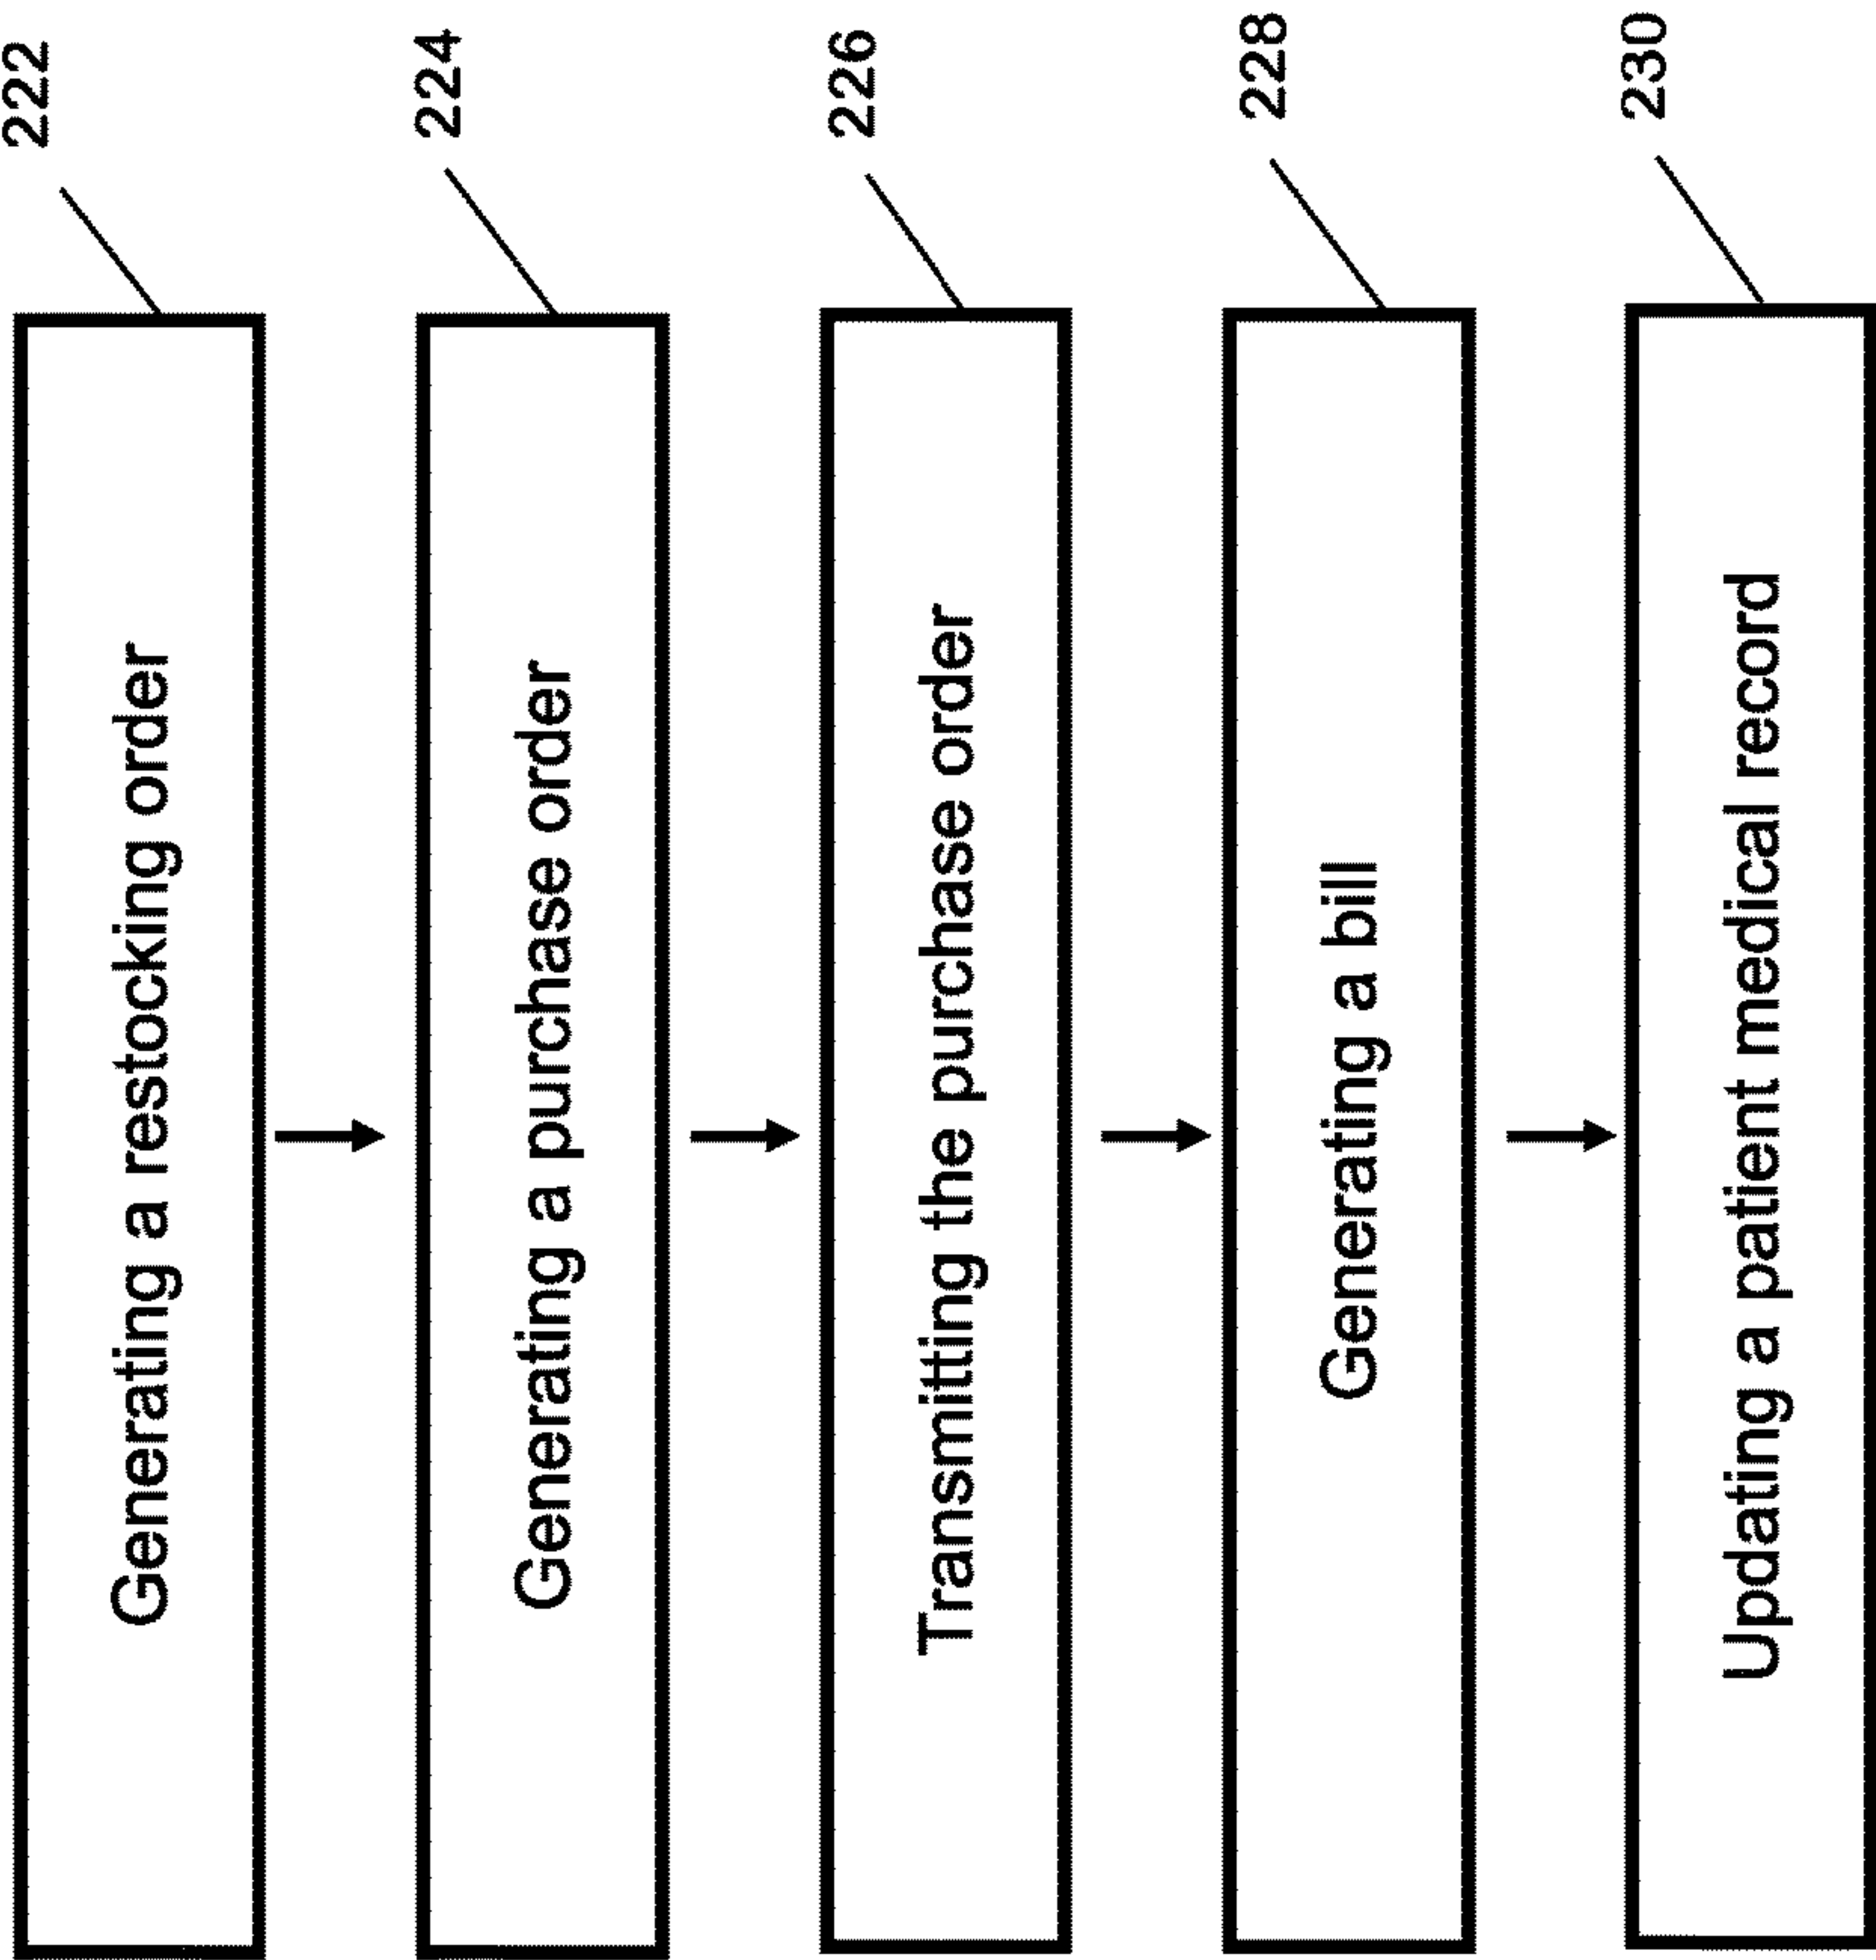 222
Generating a restocking order
224
Generating a purchase order
226
Transmitting the purchase order
228
Generating a bill
230
Updating a patient medical record